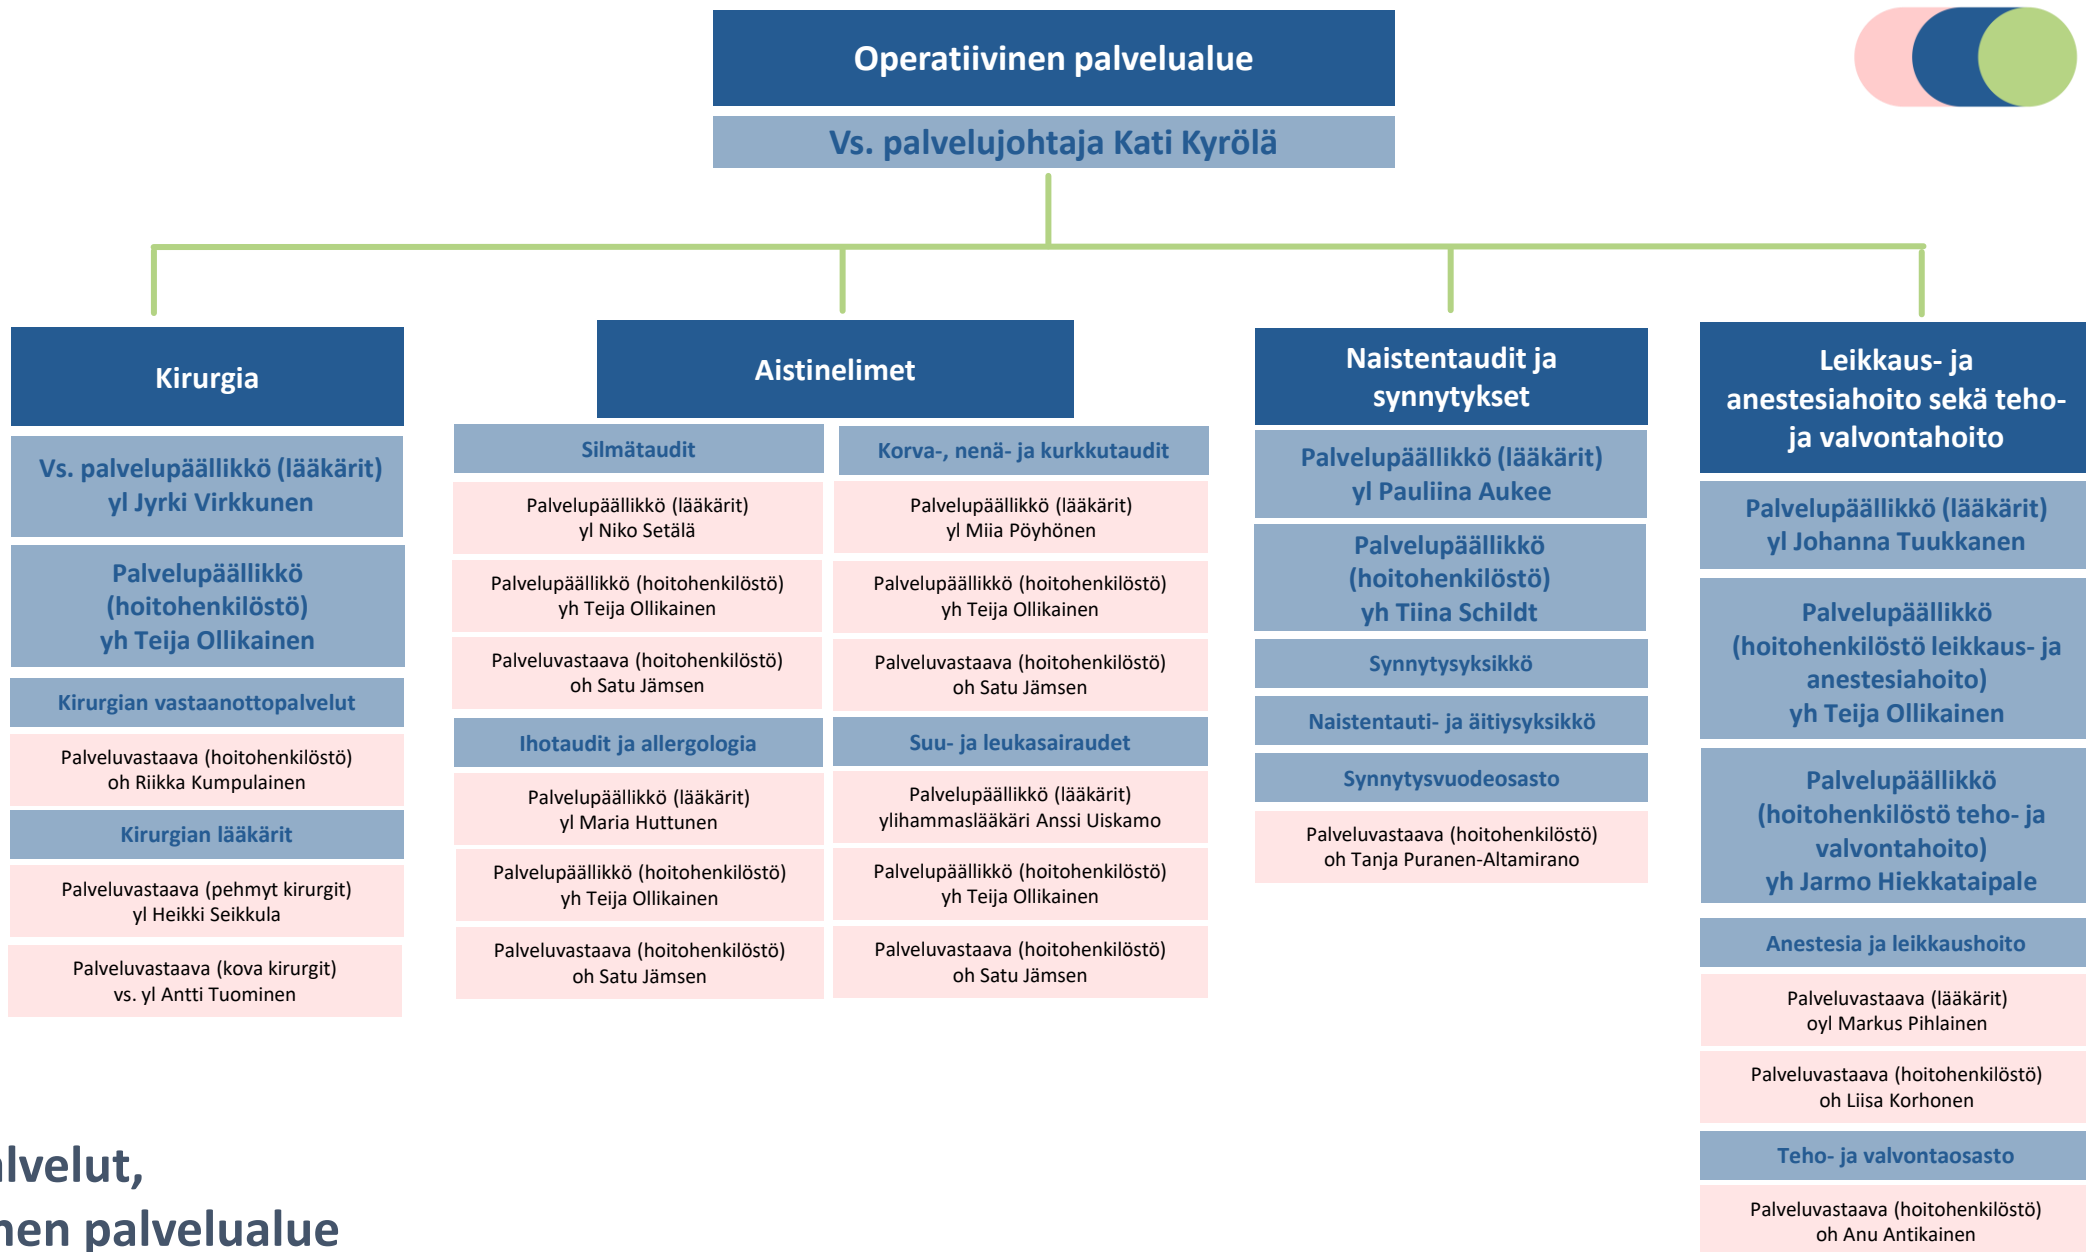 Operatiivinen palvelualue
Vs. palvelujohtaja Kati Kyrölä
Kirurgia
Vs. palvelupäällikkö (lääkärit)
yl Jyrki Virkkunen
Palvelupäällikkö
(hoitohenkilöstö)
yh Teija Ollikainen
Kirurgian vastaanottopalvelut
Palveluvastaava (hoitohenkilöstö)
oh Riikka Kumpulainen
Kirurgian lääkärit
Palveluvastaava (pehmyt kirurgit)
yl Heikki Seikkula
Palveluvastaava (kova kirurgit)
vs. yl Antti Tuominen
Aistinelimet
Silmätaudit
Palvelupäällikkö (lääkärit)
yl Niko Setälä
Palvelupäällikkö (hoitohenkilöstö)
yh Teija Ollikainen
Palveluvastaava (hoitohenkilöstö)
oh Satu Jämsen
Ihotaudit ja allergologia
Palvelupäällikkö (lääkärit)
yl Maria Huttunen
Palvelupäällikkö (hoitohenkilöstö)
yh Teija Ollikainen
Palveluvastaava (hoitohenkilöstö)
oh Satu Jämsen
Korva-, nenä- ja kurkkutaudit
Palvelupäällikkö (lääkärit)
yl Miia Pöyhönen
Palvelupäällikkö (hoitohenkilöstö)
yh Teija Ollikainen
Palveluvastaava (hoitohenkilöstö)
oh Satu Jämsen
Suu- ja leukasairaudet
Palvelupäällikkö (lääkärit)
ylihammaslääkäri Anssi Uiskamo
Palvelupäällikkö (hoitohenkilöstö)
yh Teija Ollikainen
Palveluvastaava (hoitohenkilöstö)
oh Satu Jämsen
Naistentaudit ja
synnytykset
Palvelupäällikkö (lääkärit)
yl Pauliina Aukee
Palvelupäällikkö
(hoitohenkilöstö)
yh Tiina Schildt
Synnytysyksikkö
Naistentauti- ja äitiysyksikkö
Synnytysvuodeosasto
Palveluvastaava (hoitohenkilöstö)
oh Tanja Puranen-Altamirano
Leikkaus- ja
anestesiahoito sekä teho-
ja valvontahoito
Palvelupäällikkö (lääkärit)
yl Johanna Tuukkanen
Palvelupäällikkö
(hoitohenkilöstö leikkaus- ja
anestesiahoito)
yh Teija Ollikainen
Palvelupäällikkö
(hoitohenkilöstö teho- ja
valvontahoito)
yh Jarmo Hiekkataipale
Anestesia ja leikkaushoito
Palveluvastaava (lääkärit)
oyl Markus Pihlainen
Palveluvastaava (hoitohenkilöstö)
oh Liisa Korhonen
Teho- ja valvontaosasto
Palveluvastaava (hoitohenkilöstö)
oh Anu Antikainen
alvelut,
nen palvelualue